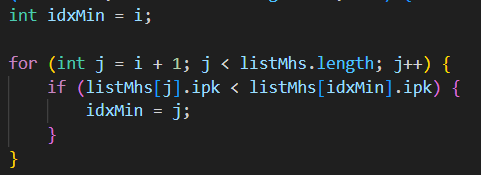 int idxMin = i;

for (int j = i + 1; j < listMhs.length; j++) {
    if (listMhs[j].ipk < listMhs[idxMin].ipk) {
        idxMin = j;
    }
}